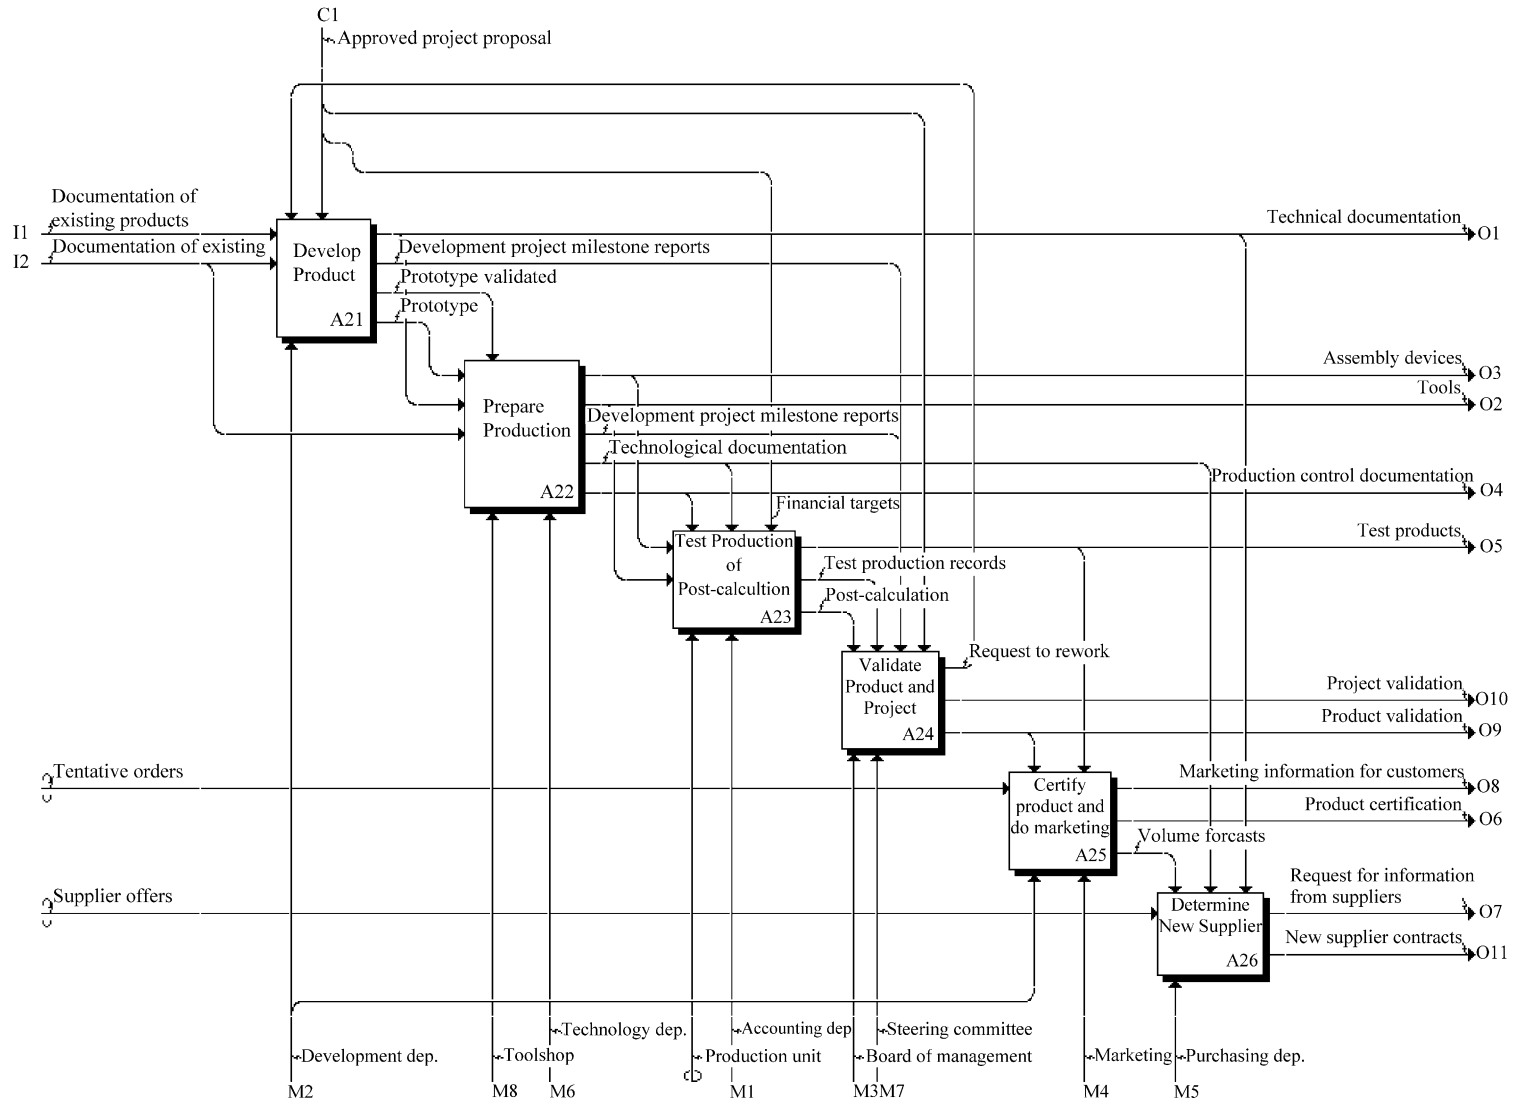 C1
Approved project proposal
Documentation of
existing products
Technical documentation
I1
O1
Documentation of existing
Development project milestone reports
I2
Develop
Product
Prototype validated
Prototype
A21
Assembly devices
O3
Tools
O2
Prepare
Production
Development project milestone reports
Technological documentation
Production control documentation
A22
O4
Financial targets
Test products
O5
Test Production
of
Post-calcultion
A23
Test production records
Post-calculation
Request to rework
Validate
Product and
Project
A24
Project validation
O10
Product validation
O9
Tentative orders
Marketing information for customers
O8
Certify
product and
do marketing
A25
Product certification
O6
Volume forcasts
Supplier offers
Request for information
from suppliers
O7
Determine
New Supplier
A26
New supplier contracts
O11
Technology dep.
Accounting dep
Steering committee
Development dep.
Toolshop
Production unit
Board of management
Marketing
Purchasing dep.
M2
M8
M6
M1
M3
M7
M4
M5